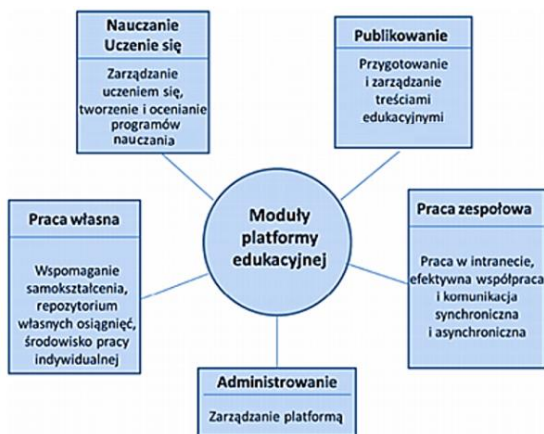 Nauczanie
Uczenie się
Zarządzanie
uczeniem się,
tworzenie i ocenianie
programów
nauczania
Publikowanie
Przygotowanie
i zarządzanie
treściami
edukacyjnymi
Moduły
platformy
edukacyjnej
Praca własna
Wspomaganie
samokształcenia,
repozytorium
własnych osiągnięć,
środowisko pracy
indywidualnej
Praca zespołowa
Praca w intranecie,
efektywna współpraca
i komunikacja
synchroniczna
i asynchroniczna
Administrowanie
Zarządzanie platformą